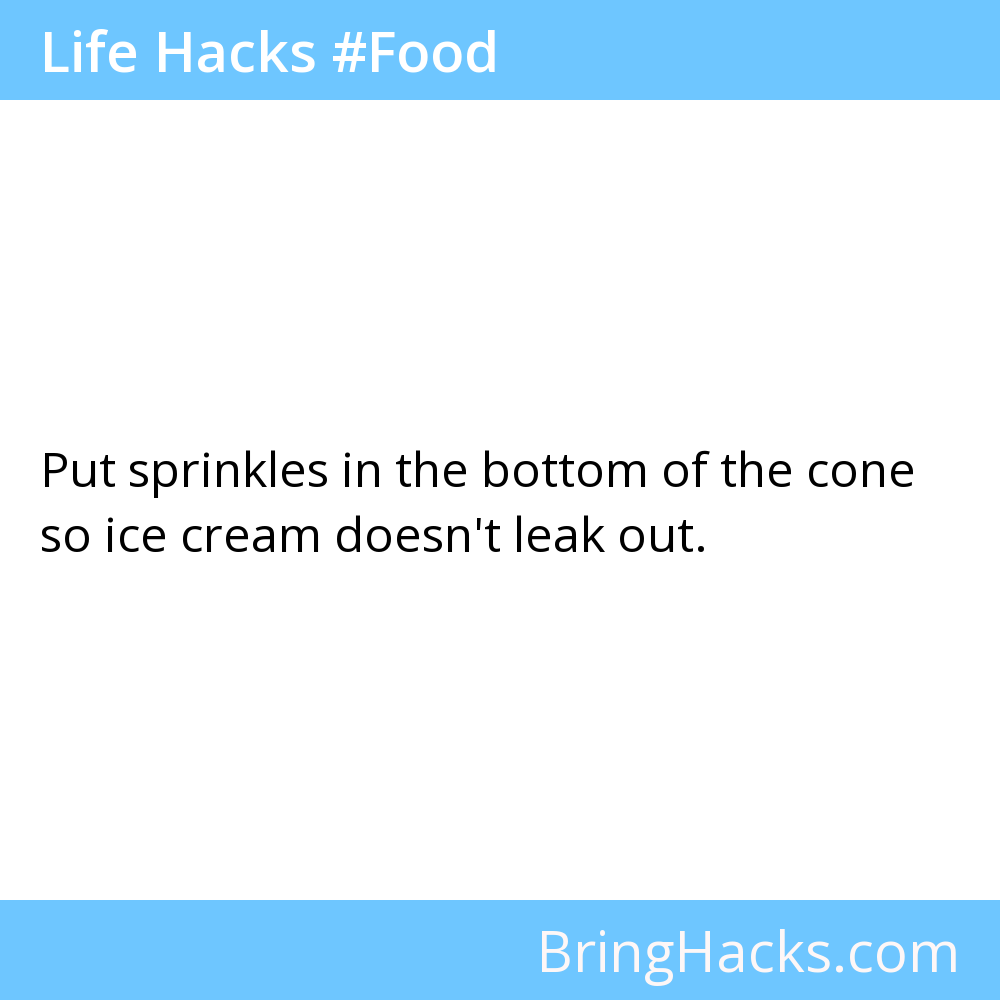 Life Hacks #Food
Put sprinkles in the bottom of the cone
so ice cream doesn't leak out.
BringHacks.com